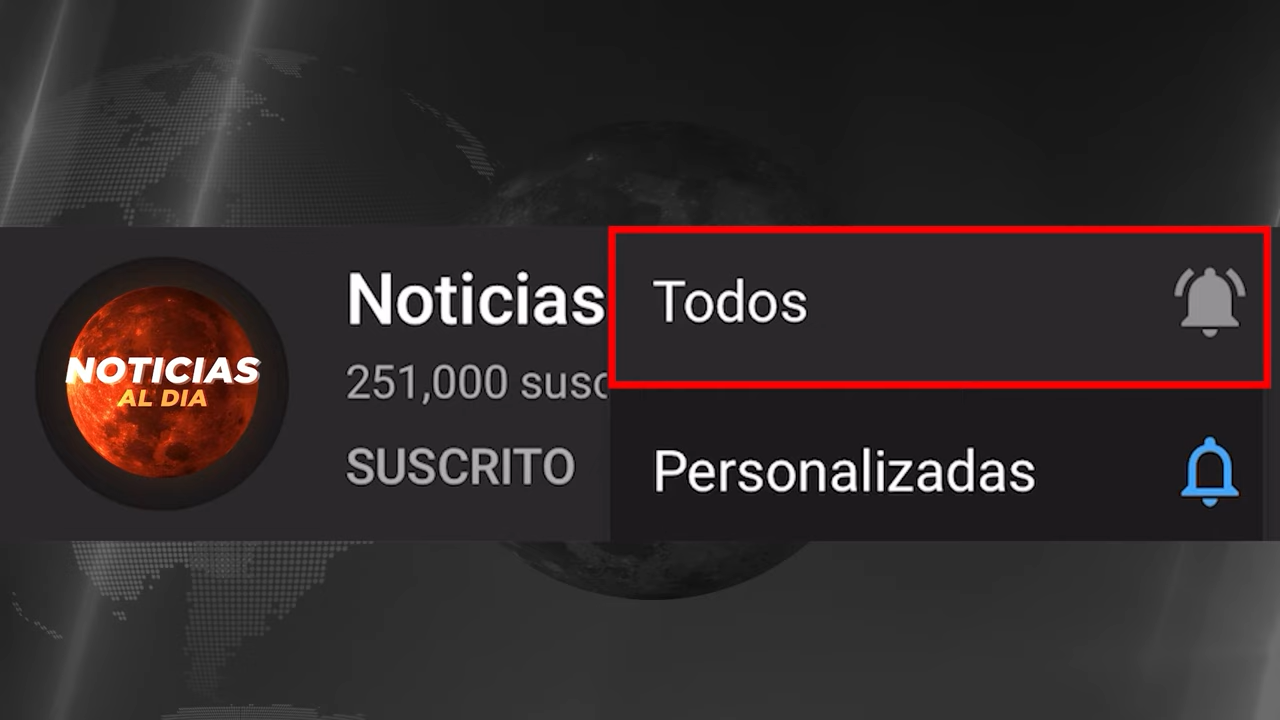 NOTICIAS
AL DIA
Noticias
251,000 susc
SUSCRITO
Todos
Personalizadas